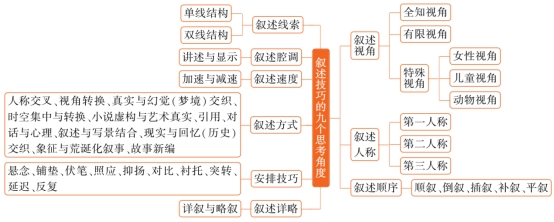 单线结构
双线结构
叙述线索
讲述与显示
叙述腔调
加速与减速
叙述速度
人称交叉、视角转换、真实与幻觉(梦境)交织、
时空集中与转换、小说虚构与艺术真实、引用、对
话与心理、叙述与写景结合、现实与回忆(历史)
交织、象征与荒诞化叙事、故事新编
叙述方式
悬念、铺垫、伏笔、照应、抑扬、对比、衬托、突转、
延迟、反复
安排技巧
详叙与略叙
叙述详略
叙述技巧的九个思考角度
叙述
视角
全知视角
有限视角
特殊
视角
女性视角
儿童视角
动物视角
叙述
人称
第一人称
第二人称
第三人称
叙述顺序
顺叙、倒叙、插叙、补叙、平叙